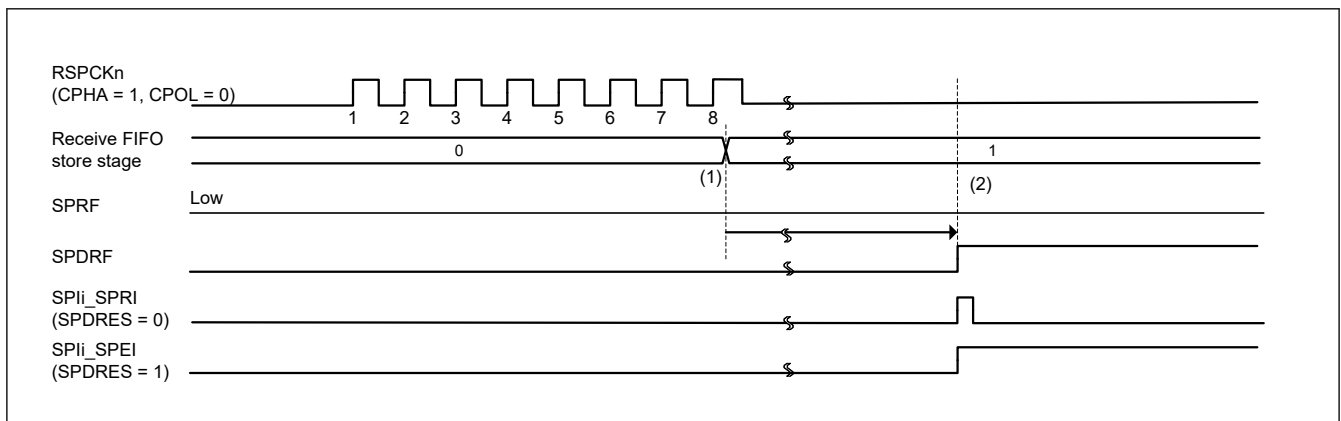 RSPCKn
(CPHA = 1, CPOL = 0)
1 2 3 4 5 6 7 8
Receive FIFO
store stage
0
1
(1)
(2)
SPRF
Low
SPDRF
SPIi_SPRI
(SPDRES = 0)
SPIi_SPEI
(SPDRES = 1)